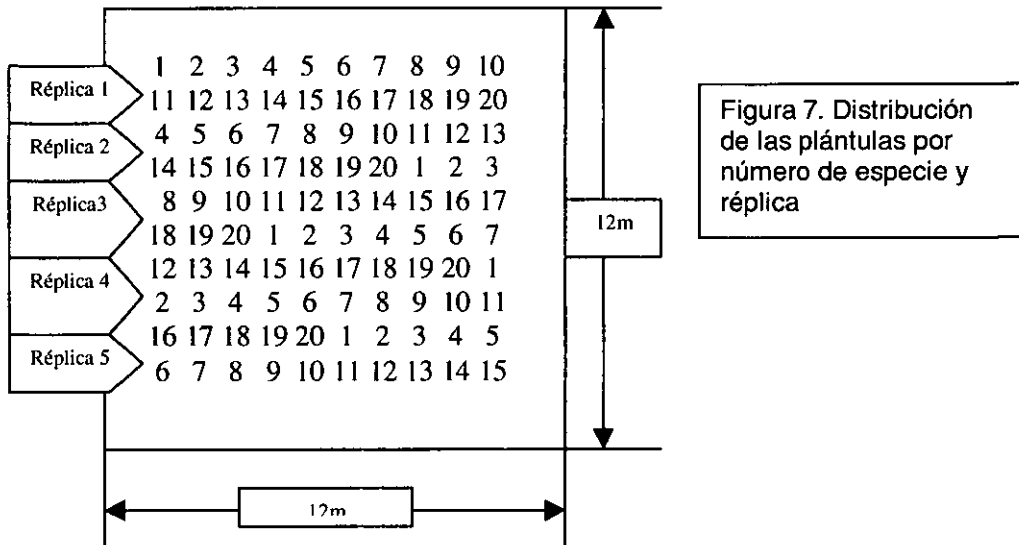 Réplica 1
1 2 3 4 5 6 7 8 9 10
11 12 13 14 15 16 17 18 19 20
Réplica 2
4 5 6 7 8 9 10 11 12 13
14 15 16 17 18 19 20 1 2 3
Réplica3
8 9 10 11 12 13 14 15 16 17
18 19 20 1 2 3 4 5 6 7
Réplica 4
12 13 14 15 16 17 18 19 20 1
2 3 4 5 6 7 8 9 10 11
Réplica 5
16 17 18 19 20 1 2 3 4 5
6 7 8 9 10 11 12 13 14 15
12m
12m
Figura 7. Distribución
de las plántulas por
número de especie y
réplica